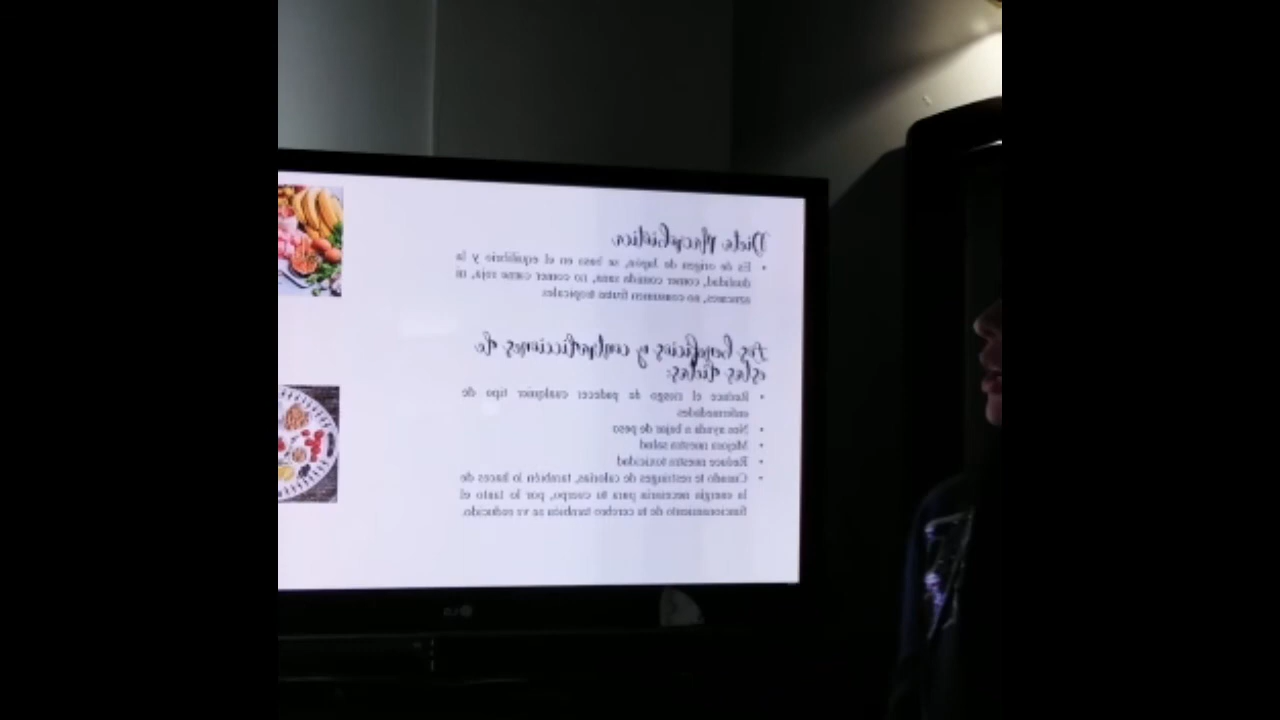 Dieta Macrobiótica
• Es de origen de Japón, se basa en el equilibrio y la
dualidad, comer comida sana, no comer carne roja, ni
azucares, no consumen frutas tropicales
Los beneficios y contradicciones de
estas dietas:
• Reduce el riesgo de padecer cualquier tipo de
enfermedades
• Nos ayuda a bajar de peso
• Mejora nuestra salud
• Reduce nuestra toxicidad
• Cuando te restringes de calorías, también lo haces de
la energía necesaria para tu cuerpo, por lo tanto el
funcionamiento de tu cerebro también se ve reducido.
LG